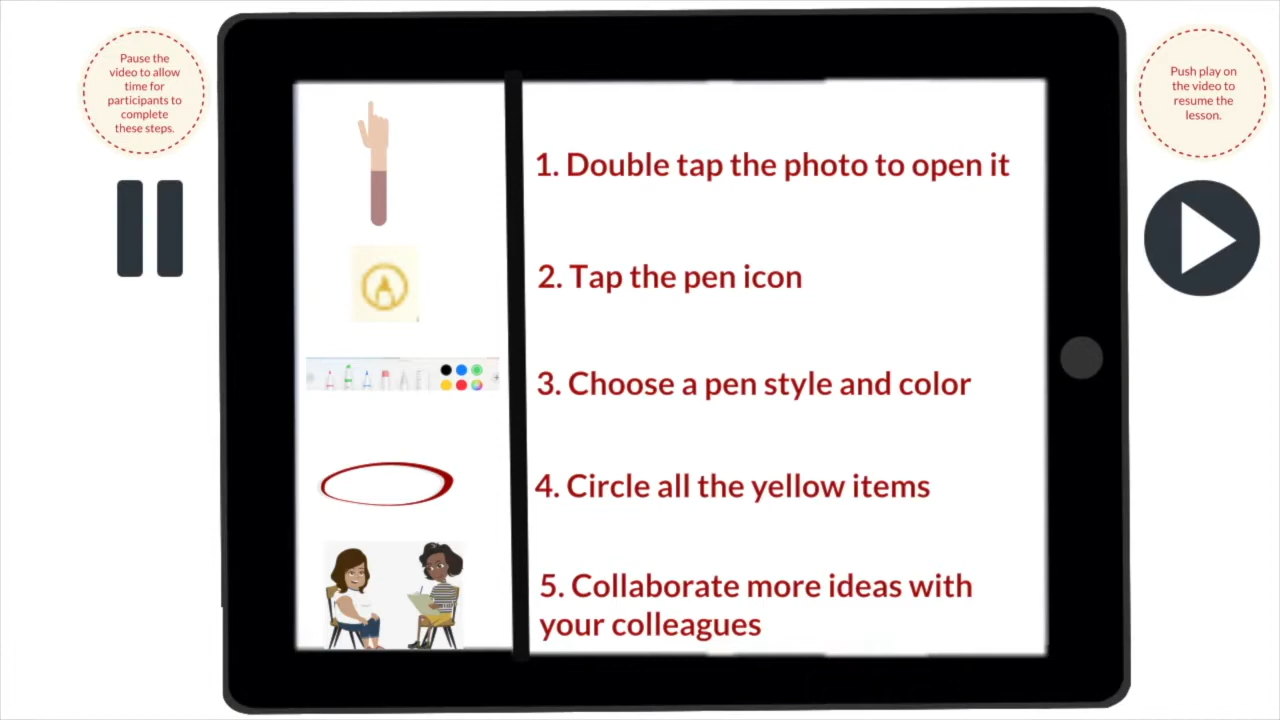 Pause the
video to allow
time for
participants to
complete
these steps.
Push play on
the video to
resume the
lesson.
1. Double tap the photo to open it
2. Tap the pen icon
3. Choose a pen style and color
4. Circle all the yellow items
5. Collaborate more ideas with
your colleagues